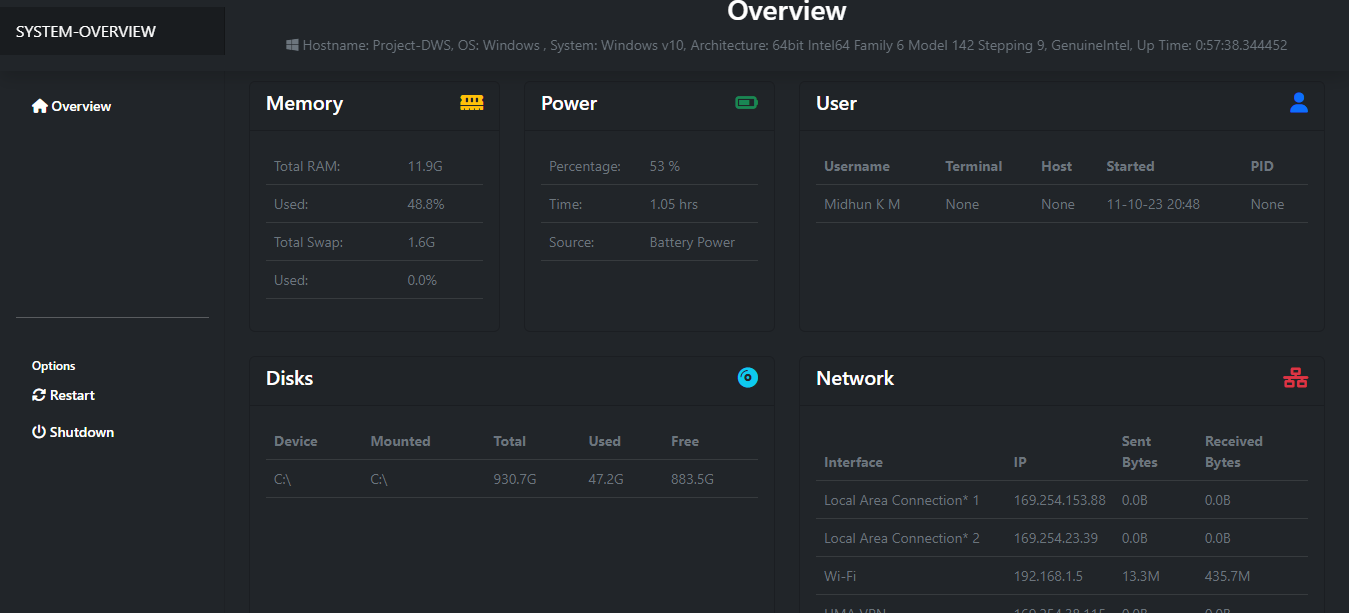 SYSTEM-OVERVIEW
Overview
Hostname: Project-DWS, OS: Windows , System: Windows v10, Architecture: 64bit Intel64 Family 6 Model 142 Stepping 9, GenuineIntel, Up Time: 0:57:38.344452
Overview
Options
Restart
Shutdown
Memory
Total RAM: 11.9G
Used: 48.8%
Total Swap: 1.6G
Used: 0.0%
Power
Percentage: 53 %
Time: 1.05 hrs
Source: Battery Power
User
Username Terminal Host Started PID
Midhun K M None None 11-10-23 20:48 None
Disks
Device Mounted Total Used Free
C:\ C:\ 930.7G 47.2G 883.5G
Network
Interface IP Sent Bytes Received Bytes
Local Area Connection* 1 169.254.153.88 0.0B 0.0B
Local Area Connection* 2 169.254.23.39 0.0B 0.0B
Wi-Fi 192.168.1.5 13.3M 435.7M